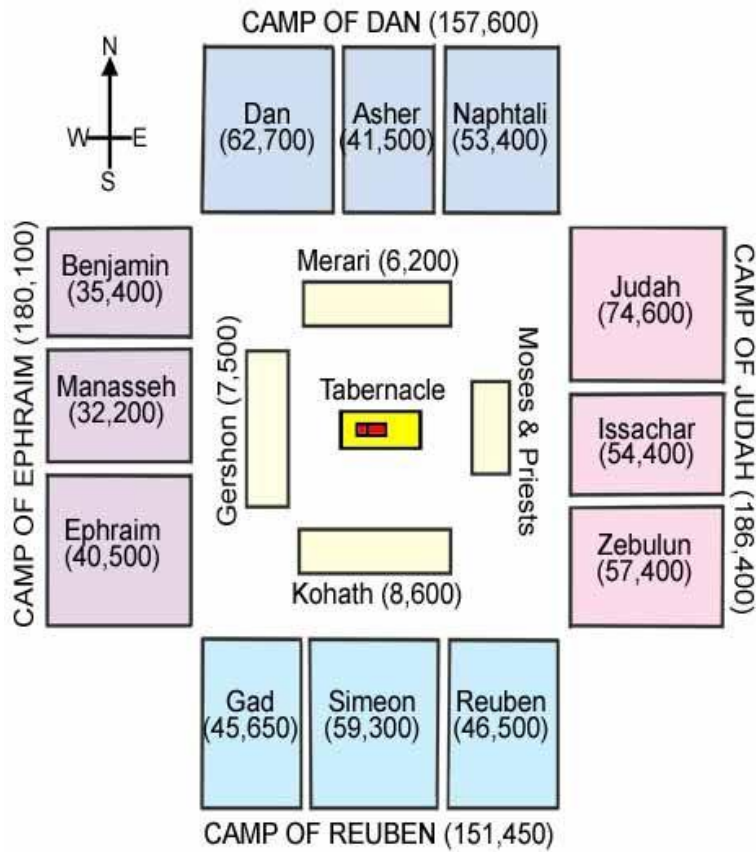 CAMP OF DAN (157,600)
N
W
E
S
Dan
(62,700)
Asher
(41,500)
Naphtali
(53,400)
CAMP OF EPHRAIM (180,100)
Benjamin
(35,400)
Manasseh
(32,200)
Ephraim
(40,500)
Merari (6,200)
Gershon (7,500)
Tabernacle
Moses & Priests
Kohath (8,600)
Judah
(74,600)
Issachar
(54,400)
Zebulun
(57,400)
CAMP OF JUDAH (186,400)
Gad
(45,650)
Simeon
(59,300)
Reuben
(46,500)
CAMP OF REUBEN (151,450)